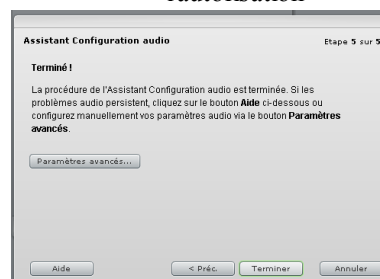 l'autorisation
Assistant Configuration audio
Etape 5 sur 5
Terminé !
La procédure de l'Assistant Configuration audio est terminée. Si les
problèmes audio persistent, cliquez sur le bouton Aide ci-dessous ou
configurez manuellement vos paramètres audio via le bouton Paramètres
avancés.
Paramètres avancés...
Aide
< Préc.
Terminer
Annuler